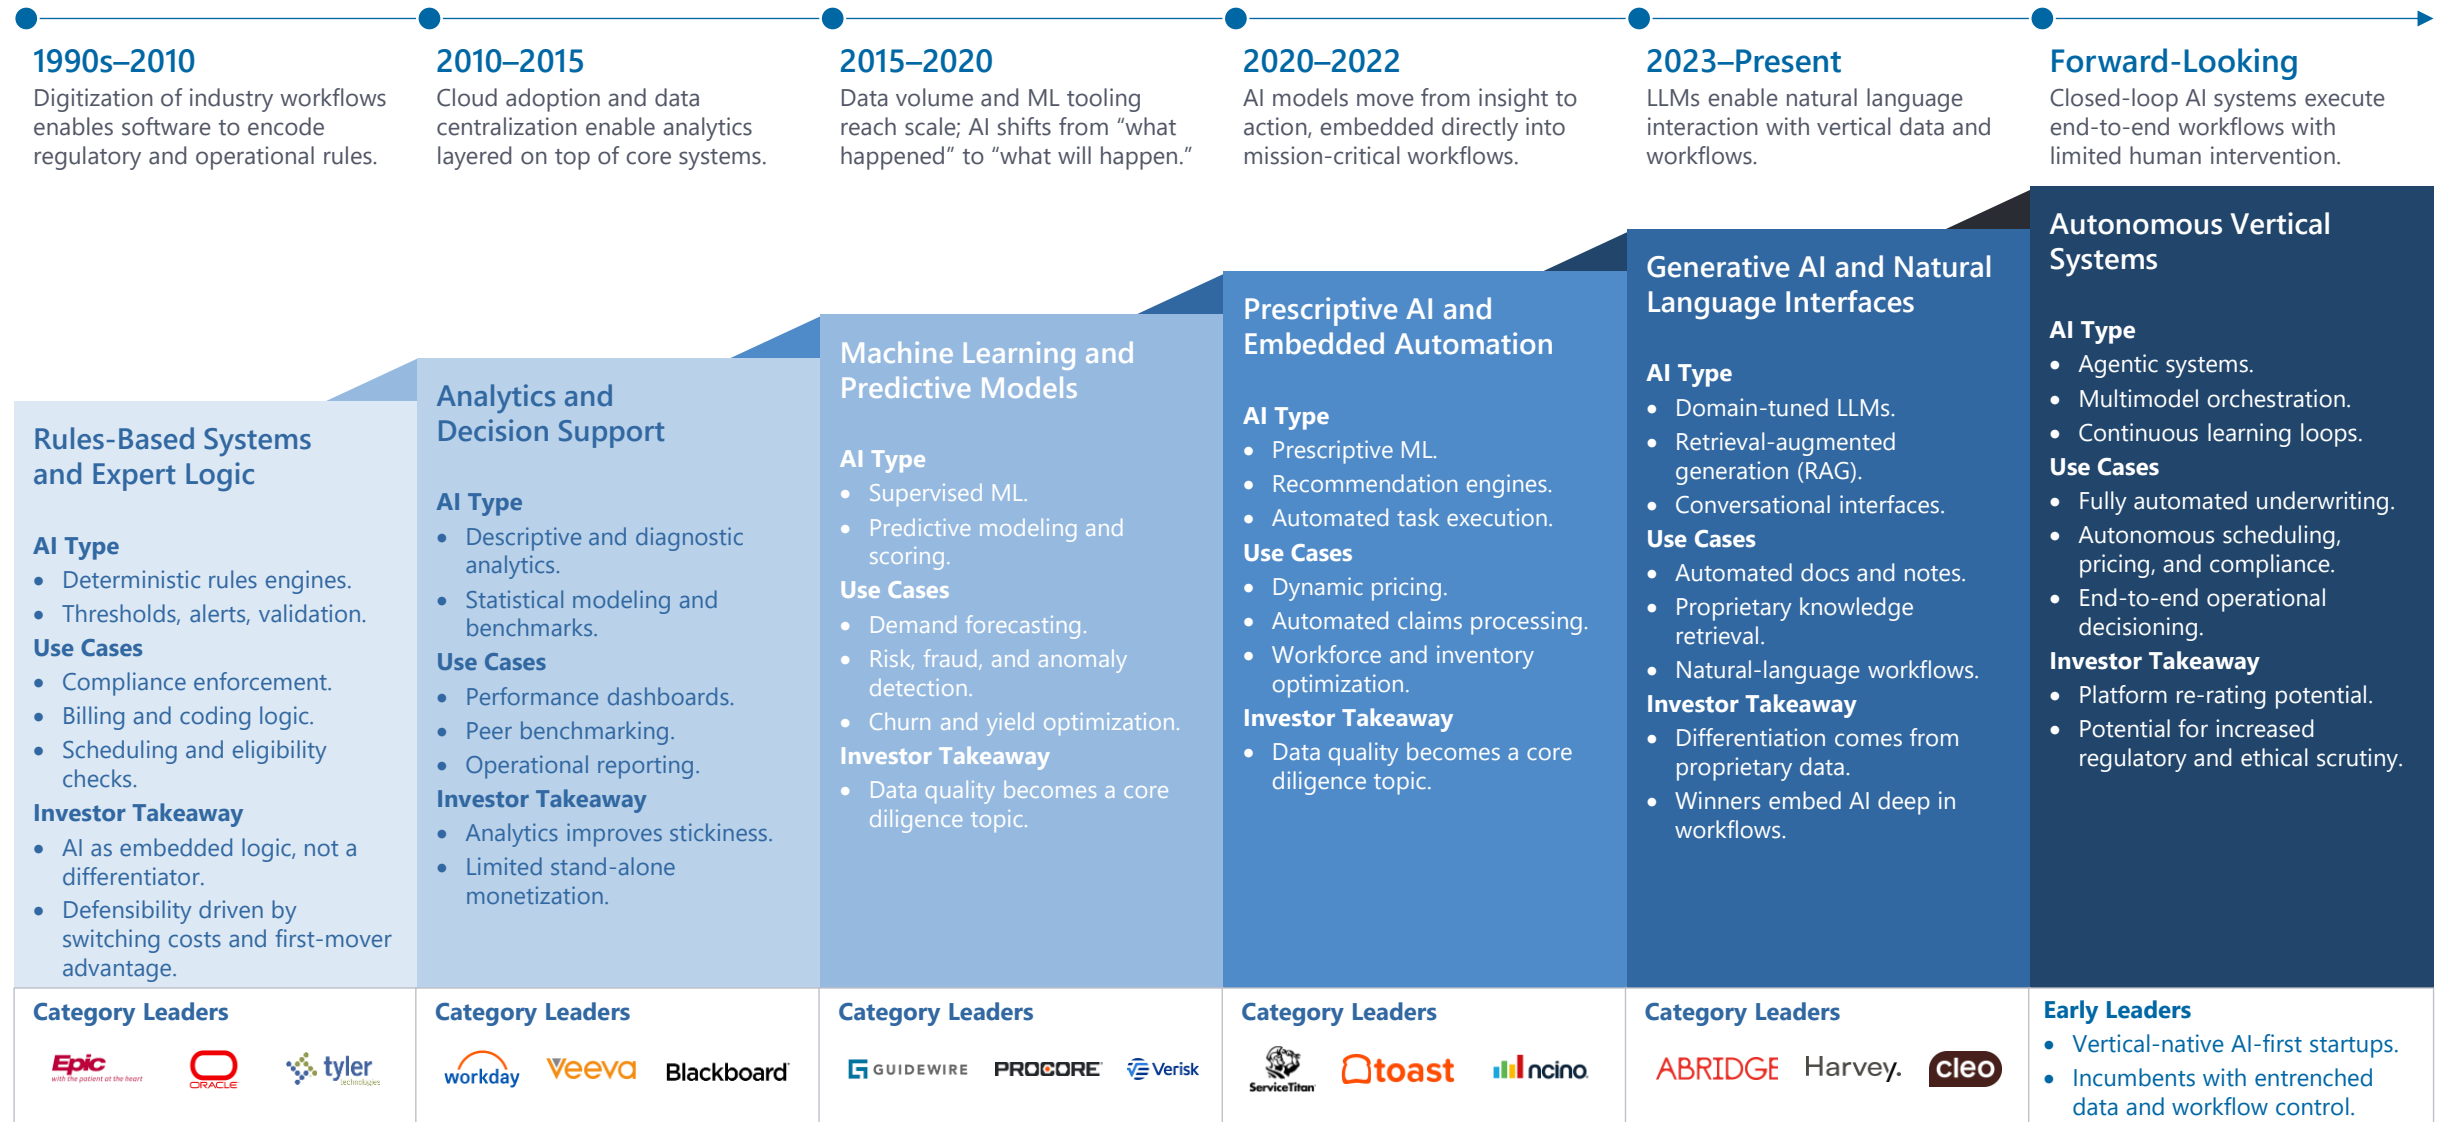 1990s–2010
Digitization of industry workflows
enables software to encode
regulatory and operational rules.
2010–2015
Cloud adoption and data
centralization enable analytics
layered on top of core systems.
2015–2020
Data volume and ML tooling
reach scale; AI shifts from “what
happened” to “what will happen.”
2020–2022
AI models move from insight to
action, embedded directly into
mission-critical workflows.
2023–Present
LLMs enable natural language
interaction with vertical data and
workflows.
Forward-Looking
Closed-loop AI systems execute
end-to-end workflows with
limited human intervention.
Rules-Based Systems
and Expert Logic
AI Type
• Deterministic rules engines.
• Thresholds, alerts, validation.
Use Cases
• Compliance enforcement.
• Billing and coding logic.
• Scheduling and eligibility
checks.
Investor Takeaway
• AI as embedded logic, not a
differentiator.
• Defensibility driven by
switching costs and first-mover
advantage.
Category Leaders
Epic
with the patient at the heart
ORACLE
tyler
technologies
Analytics and
Decision Support
AI Type
• Descriptive and diagnostic
analytics.
• Statistical modeling and
benchmarks.
Use Cases
• Performance dashboards.
• Peer benchmarking.
• Operational reporting.
Investor Takeaway
• Analytics improves stickiness.
• Limited stand-alone
monetization.
Category Leaders
workday
Veeva
Blackboard
Machine Learning and
Predictive Models
AI Type
• Supervised ML.
• Predictive modeling and
scoring.
Use Cases
• Demand forecasting.
• Risk, fraud, and anomaly
detection.
• Churn and yield optimization.
Investor Takeaway
• Data quality becomes a core
diligence topic.
Category Leaders
GUIDEWIRE
PROCORE
Verisk
Prescriptive AI and
Embedded Automation
AI Type
• Prescriptive ML.
• Recommendation engines.
• Automated task execution.
Use Cases
• Dynamic pricing.
• Automated claims processing.
• Workforce and inventory
optimization.
Investor Takeaway
• Data quality becomes a core
diligence topic.
Category Leaders
ServiceTitan
toast
ncino
Generative AI and Natural
Language Interfaces
AI Type
• Domain-tuned LLMs.
• Retrieval-augmented
generation (RAG).
• Conversational interfaces.
Use Cases
• Automated docs and notes.
• Proprietary knowledge
retrieval.
• Natural-language workflows.
Investor Takeaway
• Differentiation comes from
proprietary data.
• Winners embed AI deep in
workflows.
Category Leaders
ABRIDGE
Harvey.
cleo
Autonomous Vertical
Systems
AI Type
• Agentic systems.
• Multimodel orchestration.
• Continuous learning loops.
Use Cases
• Fully automated underwriting.
• Autonomous scheduling,
pricing, and compliance.
• End-to-end operational
decisioning.
Investor Takeaway
• Platform re-rating potential.
• Potential for increased
regulatory and ethical scrutiny.
Early Leaders
• Vertical-native AI-first startups.
• Incumbents with entrenched
data and workflow control.